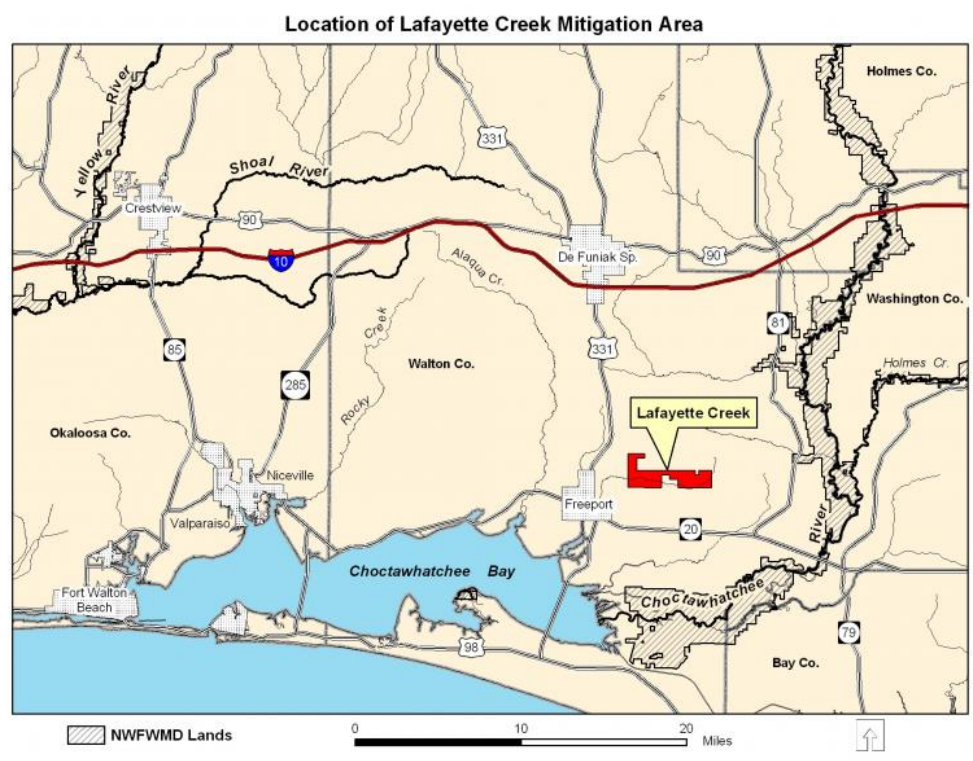 Location of Lafayette Creek Mitigation Area
Holmes Co.
Yellow River
331
Shoal River
Crestview
90
De Funiak Sp.
90
10
Alaqua Cr.
Washington Co.
81
Rocky Creek
85
331
Holmes Cr.
Walton Co.
285
Lafayette Creek
Okaloosa Co.
Niceville
Freeport
Valparaiso
20
River
Choctawhatchee Bay
Choctawhatchee
Fort Walton
Beach
79
98
Bay Co.
NWFWMD Lands
0 10 20
Miles